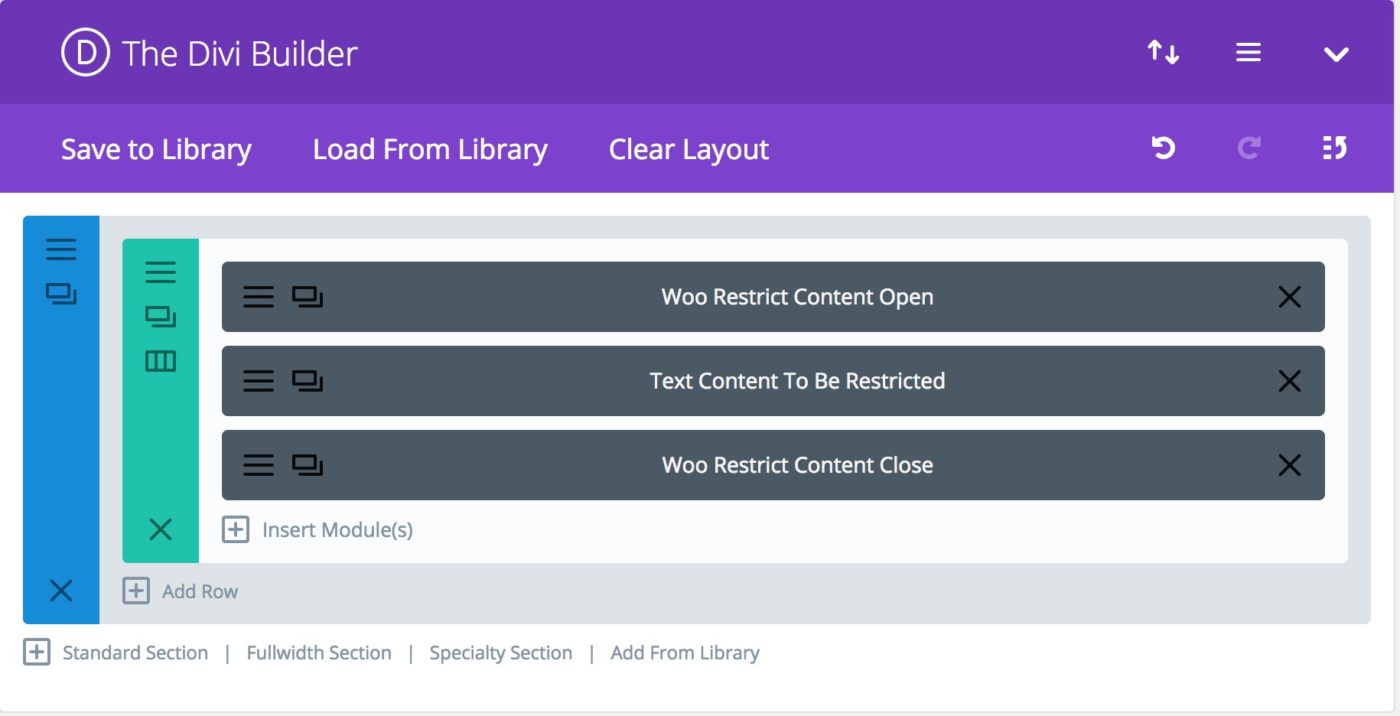 D The Divi Builder
Save to Library Load From Library Clear Layout
Woo Restrict Content Open
Text Content To Be Restricted
Woo Restrict Content Close
Insert Module(s)
Add Row
Standard Section | Fullwidth Section | Specialty Section | Add From Library